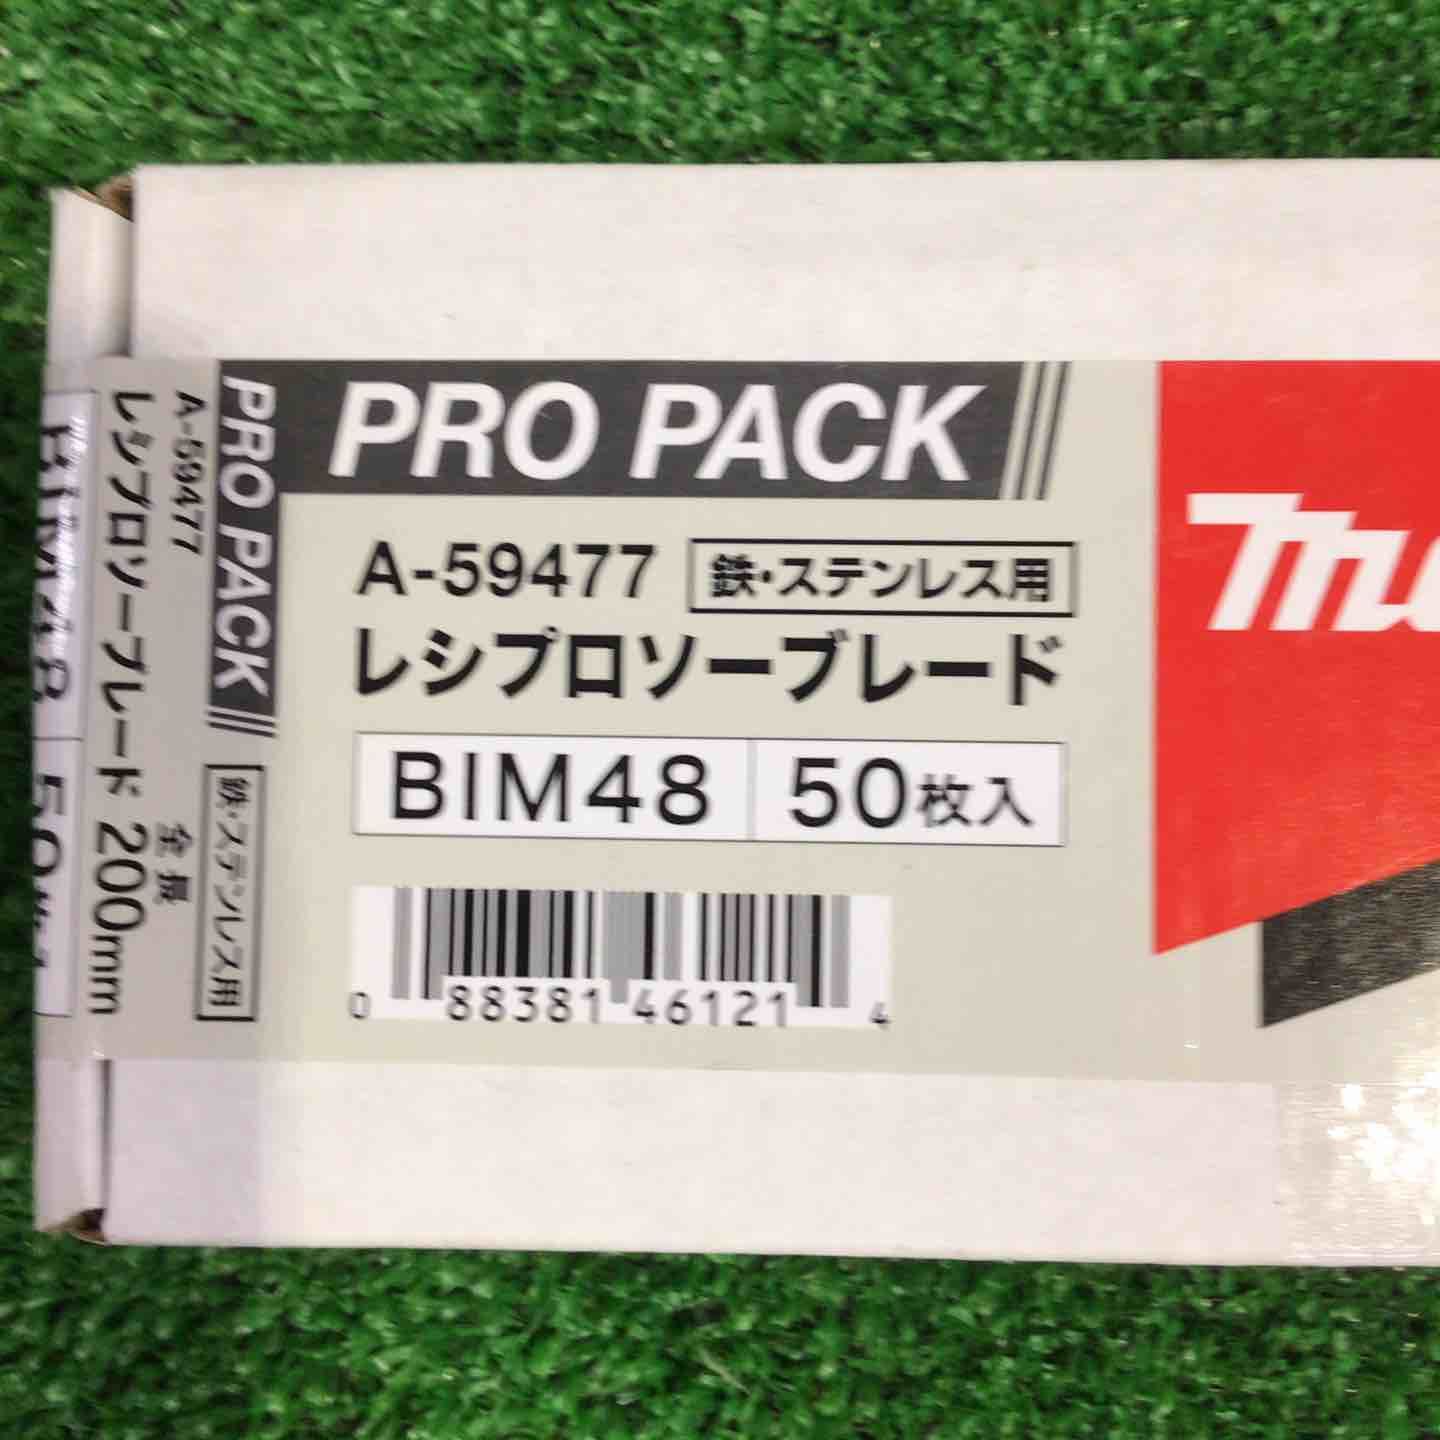 PRO PACK
A-59477 鉄・ステンレス用
レシプロソーブレード
BIM48 50枚入
0 88381 46121 4
PRO PACK
鉄・ステンレス用
A-59477
レシプロソーブレード 全長 200mm
BIM48